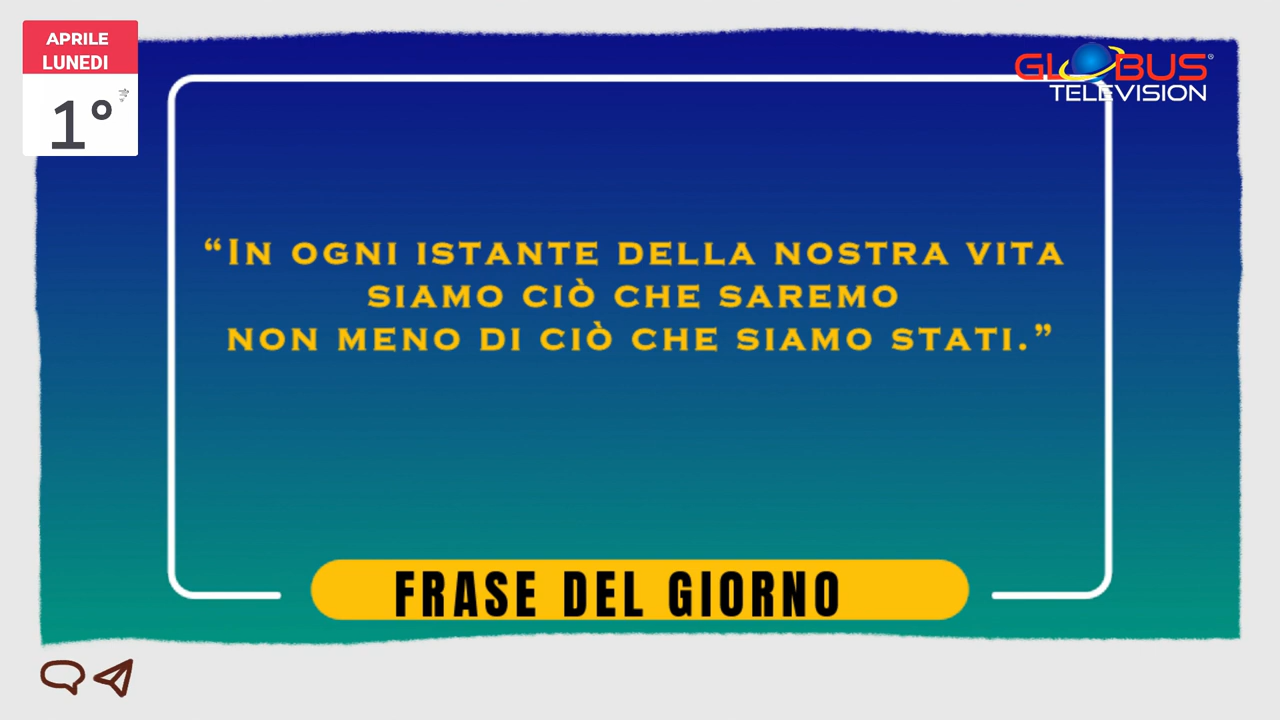 APRILE
LUNEDI
1°
GLOBUS®
TELEVISION
“IN OGNI ISTANTE DELLA NOSTRA VITA
SIAMO CIÒ CHE SAREMO
NON MENO DI CIÒ CHE SIAMO STATI.”
FRASE DEL GIORNO